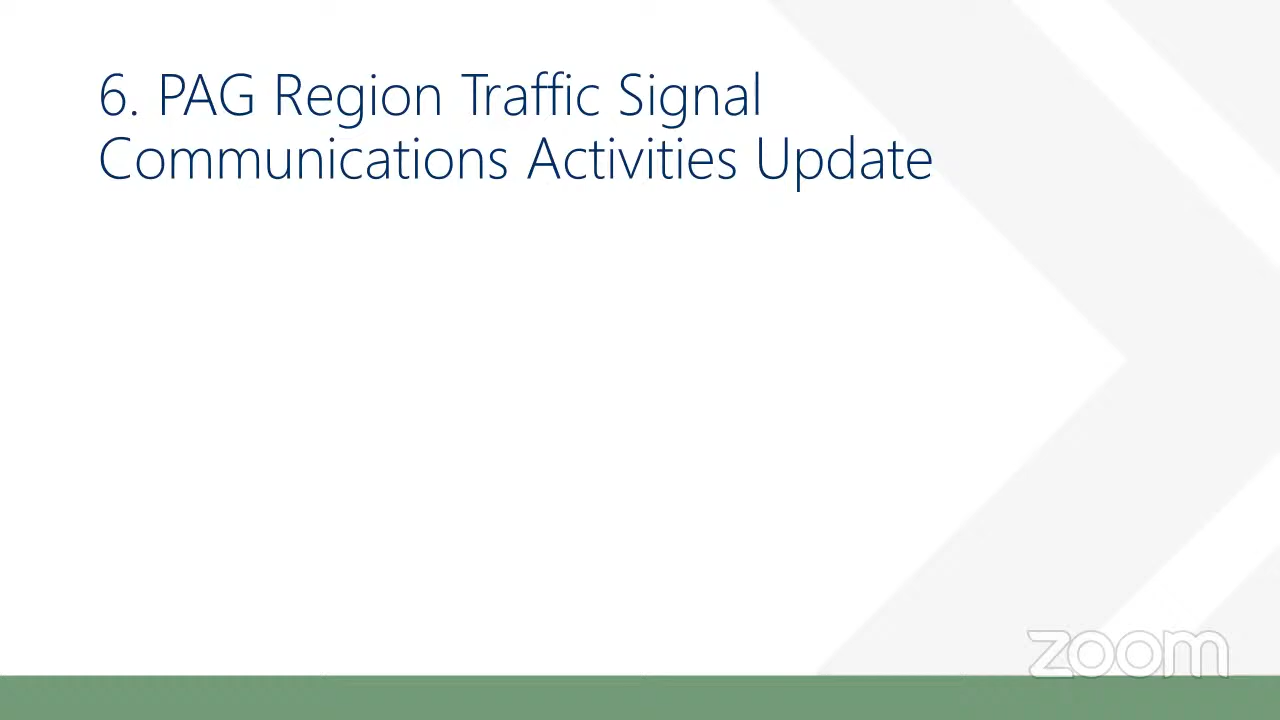 6. PAG Region Traffic Signal
Communications Activities Update
zoom